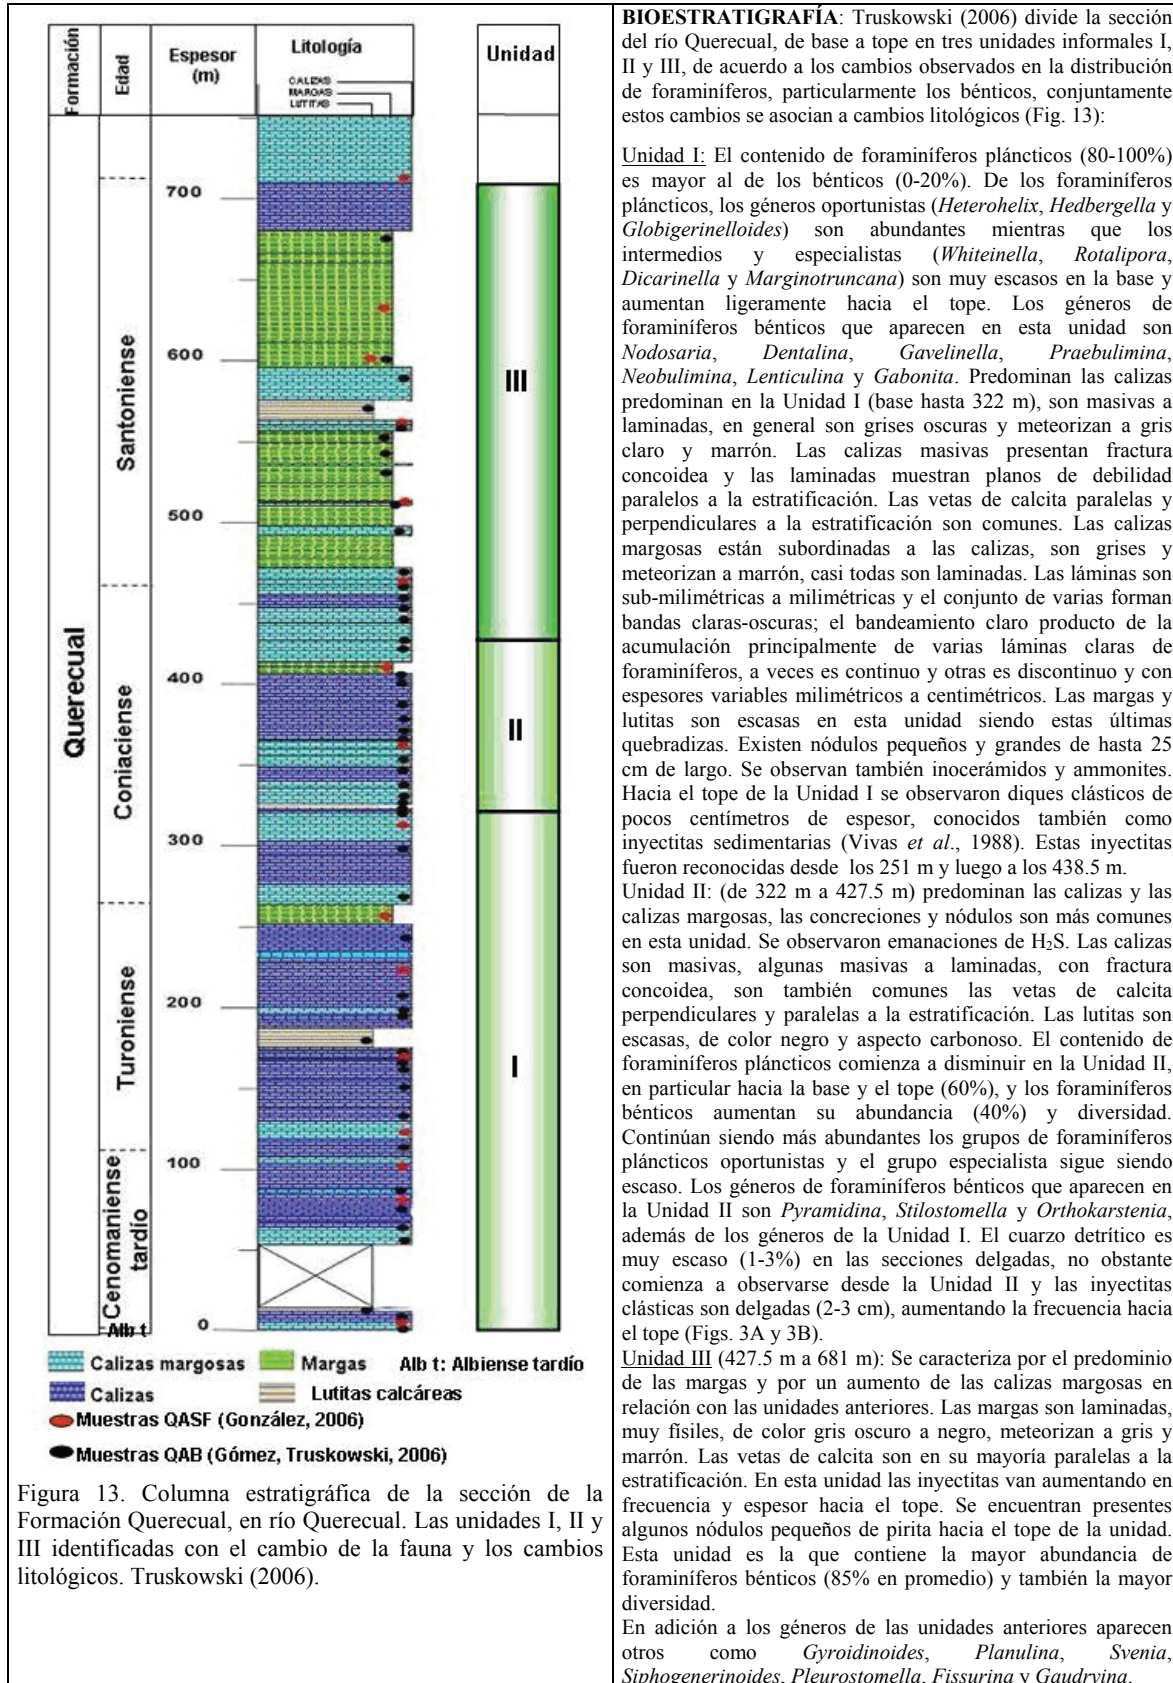 Formación
Edad
Espesor
(m)
Litología
CALIZAS
MARGAS
LUTITAS
Unidad
Querecual
Santoniense
Coniaciense
Turoniense
Cenomaniense
tardío
Alb t
700
600
500
400
300
200
100
0
III
II
I
Calizas margosas
Margas
Alb t: Albiense tardío
Calizas
Lutitas calcáreas
Muestras QASF (González, 2006)
Muestras QAB (Gómez, Truskowski, 2006)
Figura 13. Columna estratigráfica de la sección de la
Formación Querecual, en río Querecual. Las unidades I, II y
III identificadas con el cambio de la fauna y los cambios
litológicos. Truskowski (2006).
BIOESTRATIGRAFÍA: Truskowski (2006) divide la sección
del río Querecual, de base a tope en tres unidades informales I,
II y III, de acuerdo a los cambios observados en la distribución
de foraminíferos, particularmente los bénticos, conjuntamente
estos cambios se asocian a cambios litológicos (Fig. 13):
Unidad I: El contenido de foraminíferos pláncticos (80-100%)
es mayor al de los bénticos (0-20%). De los foraminíferos
pláncticos, los géneros oportunistas (Heterohelix, Hedbergella y
Globigerinelloides) son abundantes mientras que los
intermedios y especialistas (Whiteinella, Rotalipora,
Dicarinella y Marginotruncana) son muy escasos en la base y
aumentan ligeramente hacia el tope. Los géneros de
foraminíferos bénticos que aparecen en esta unidad son
Nodosaria, Dentalina, Gavelinella, Praebulimina,
Neobulimina, Lenticulina y Gabonita. Predominan las calizas
predominan en la Unidad I (base hasta 322 m), son masivas a
laminadas, en general son grises oscuras y meteorizan a gris
claro y marrón. Las calizas masivas presentan fractura
concoidea y las laminadas muestran planos de debilidad
paralelos a la estratificación. Las vetas de calcita paralelas y
perpendiculares a la estratificación son comunes. Las calizas
margosas están subordinadas a las calizas, son grises y
meteorizan a marrón, casi todas son laminadas. Las láminas son
sub-milimétricas a milimétricas y el conjunto de varias forman
bandas claras-oscuras; el bandeamiento claro producto de la
acumulación principalmente de varias láminas claras de
foraminíferos, a veces es continuo y otras es discontinuo y con
espesores variables milimétricos a centimétricos. Las margas y
lutitas son escasas en esta unidad siendo estas últimas
quebradizas. Existen nódulos pequeños y grandes de hasta 25
cm de largo. Se observan también inocerámidos y ammonites.
Hacia el tope de la Unidad I se observaron diques clásticos de
pocos centímetros de espesor, conocidos también como
inyectitas sedimentarias (Vivas et al., 1988). Estas inyectitas
fueron reconocidas desde los 251 m y luego a los 438.5 m.
Unidad II: (de 322 m a 427.5 m) predominan las calizas y las
calizas margosas, las concreciones y nódulos son más comunes
en esta unidad. Se observaron emanaciones de H₂S. Las calizas
son masivas, algunas masivas a laminadas, con fractura
concoidea, son también comunes las vetas de calcita
perpendiculares y paralelas a la estratificación. Las lutitas son
escasas, de color negro y aspecto carbonoso. El contenido de
foraminíferos pláncticos comienza a disminuir en la Unidad II,
en particular hacia la base y el tope (60%), y los foraminíferos
bénticos aumentan su abundancia (40%) y diversidad.
Continúan siendo más abundantes los grupos de foraminíferos
pláncticos oportunistas y el grupo especialista sigue siendo
escaso. Los géneros de foraminíferos bénticos que aparecen en
la Unidad II son Pyramidina, Stilostomella y Orthokarstenia,
además de los géneros de la Unidad I. El cuarzo detrítico es
muy escaso (1-3%) en las secciones delgadas, no obstante
comienza a observarse desde la Unidad II y las inyectitas
clásticas son delgadas (2-3 cm), aumentando la frecuencia hacia
el tope (Figs. 3A y 3B).
Unidad III (427.5 m a 681 m): Se caracteriza por el predominio
de las margas y por un aumento de las calizas margosas en
relación con las unidades anteriores. Las margas son laminadas,
muy físiles, de color gris oscuro a negro, meteorizan a gris y
marrón. Las vetas de calcita son en su mayoría paralelas a la
estratificación. En esta unidad las inyectitas van aumentando en
frecuencia y espesor hacia el tope. Se encuentran presentes
algunos nódulos pequeños de pirita hacia el tope de la unidad.
Esta unidad es la que contiene la mayor abundancia de
foraminíferos bénticos (85% en promedio) y también la mayor
diversidad.
En adición a los géneros de las unidades anteriores aparecen
otros como Gyroidinoides, Planulina, Svenia,
Siphogenerinoides, Pleurostomella, Fissurina y Gaudryina.